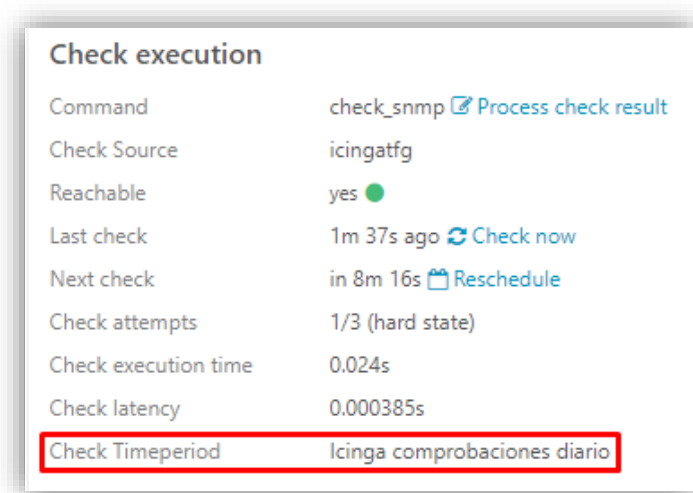 Check execution
Command check_snmp Process check result
Check Source icingatfg
Reachable yes
Last check 1m 37s ago Check now
Next check in 8m 16s Reschedule
Check attempts 1/3 (hard state)
Check execution time 0.024s
Check latency 0.000385s
Check Timeperiod Icinga comprobaciones diario